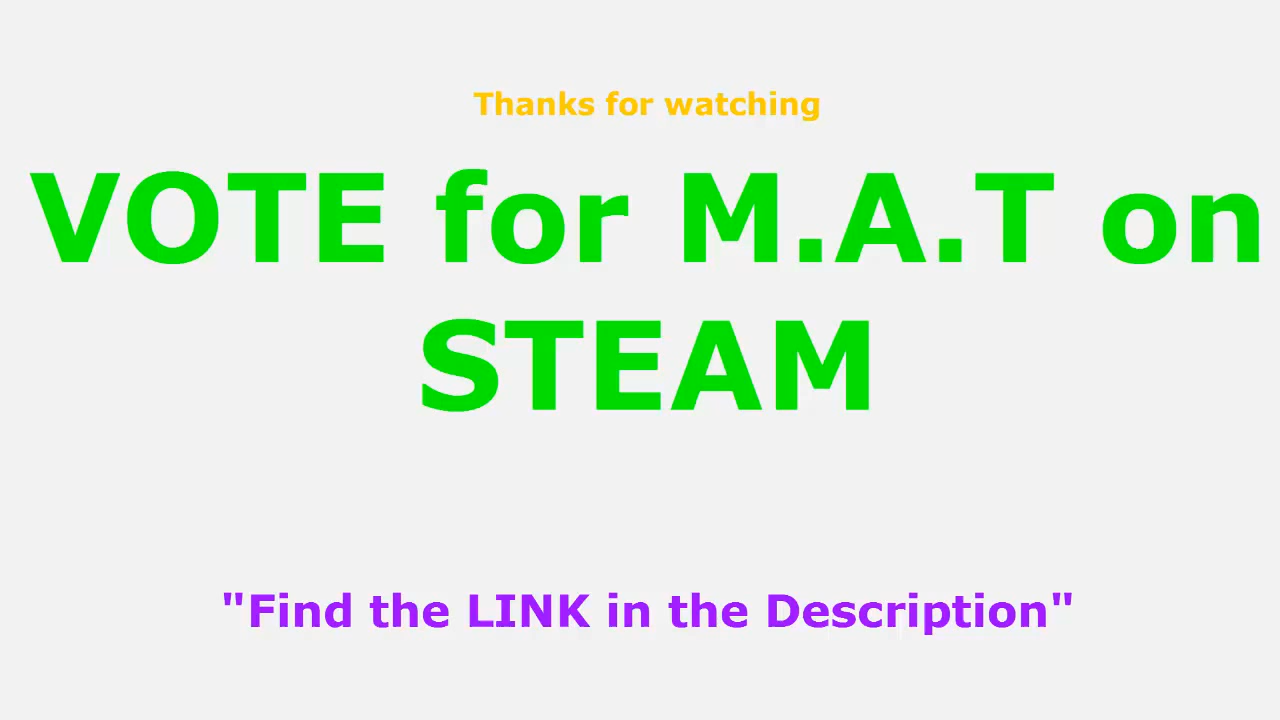 Thanks for watching
VOTE for M.A.T on
STEAM
"Find the LINK in the Description"